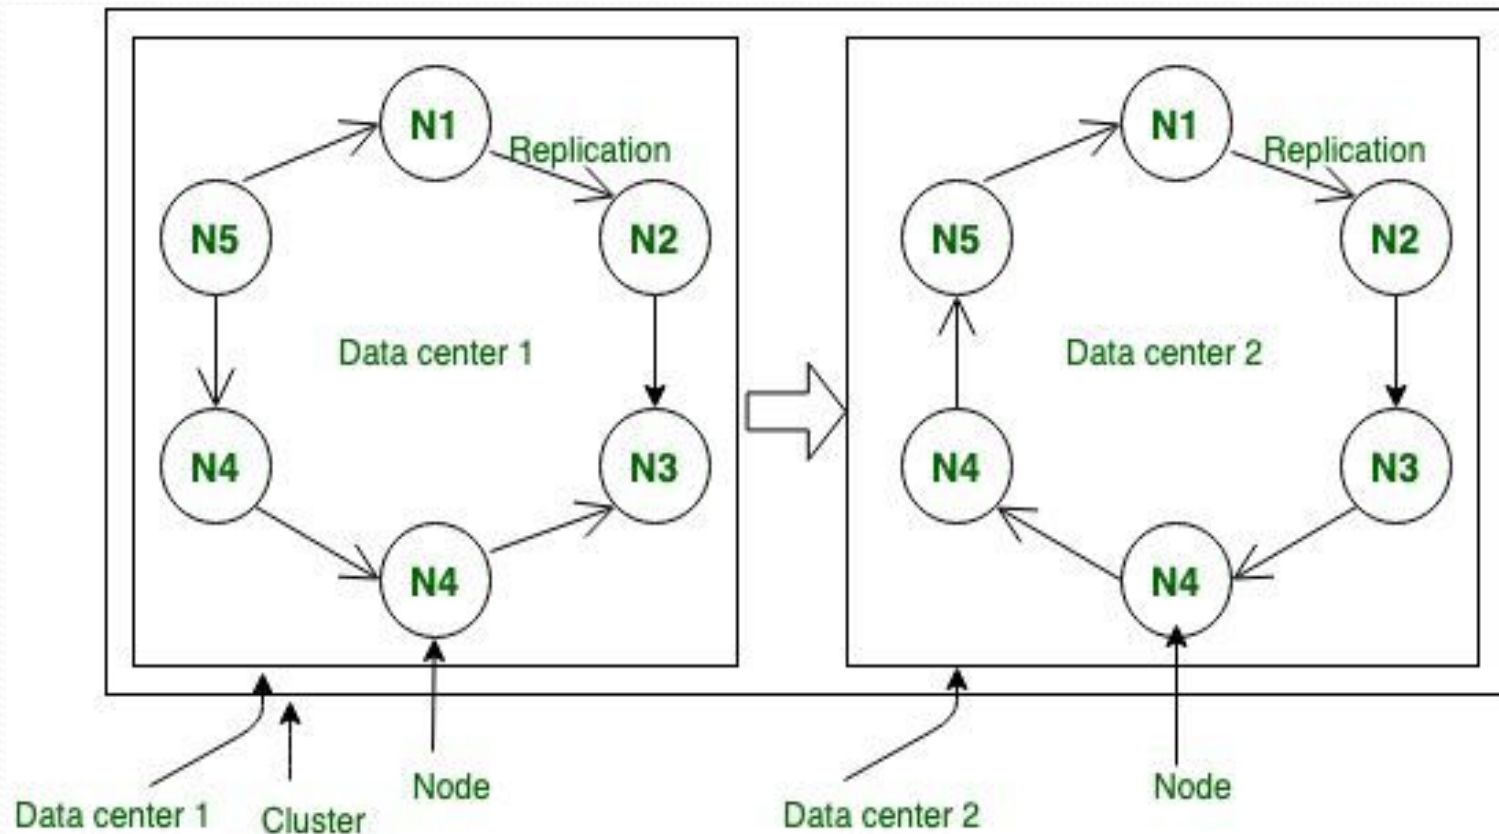 N1
Replication
N5
N2
Data center 1
N4
N3
N4
N1
Replication
N5
N2
Data center 2
N4
N3
N4
Data center 1
Cluster
Node
Data center 2
Node